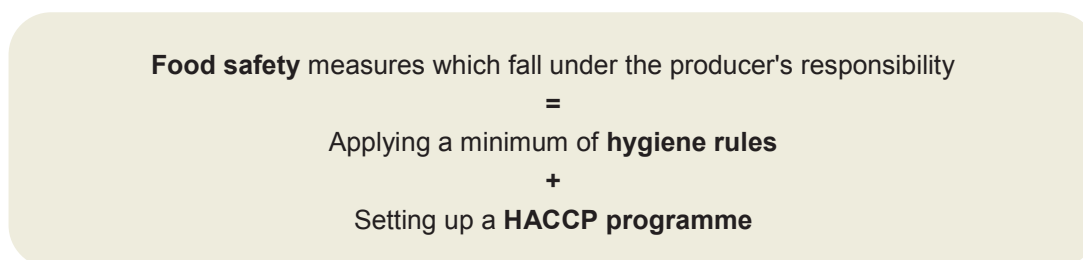 Food safety measures which fall under the producer's responsibility
=
Applying a minimum of hygiene rules
+
Setting up a HACCP programme